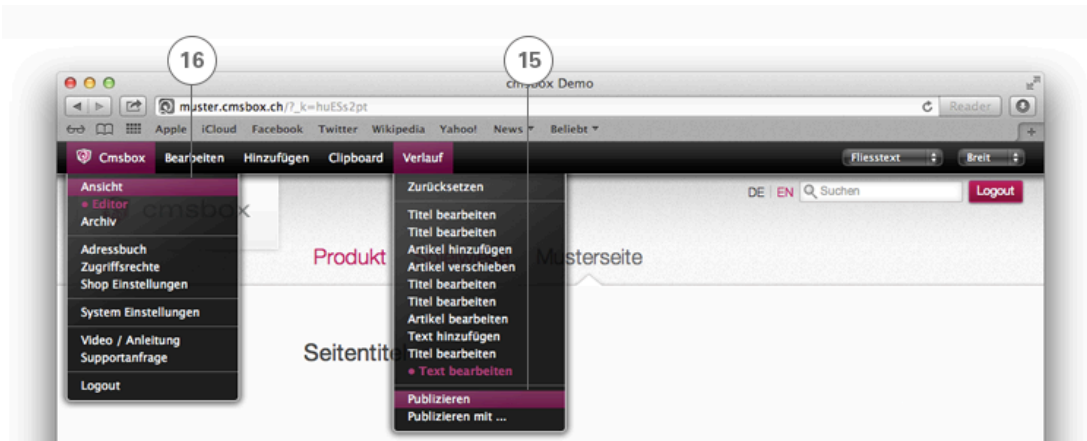 16
15
cmsbox Demo
muster.cmsbox.ch/?_k=huESs2pt
Reader
Apple iCloud Facebook Twitter Wikipedia Yahoo! News Beliebt
Cmsbox Bearbeiten Hinzufügen Clipboard Verlauf Fliesstext Breit
Ansicht
• Editor
Archiv
Adressbuch
Zugriffsrechte
Shop Einstellungen
System Einstellungen
Video / Anleitung
Supportanfrage
Logout
cmsbox
Zurücksetzen
Titel bearbeiten
Titel bearbeiten
Artikel hinzufügen
Artikel verschieben
Titel bearbeiten
Titel bearbeiten
Artikel bearbeiten
Text hinzufügen
Titel bearbeiten
• Text bearbeiten
Publizieren
Publizieren mit ...
DE EN Suchen Logout
Produkt Musterseite
Seitentitel